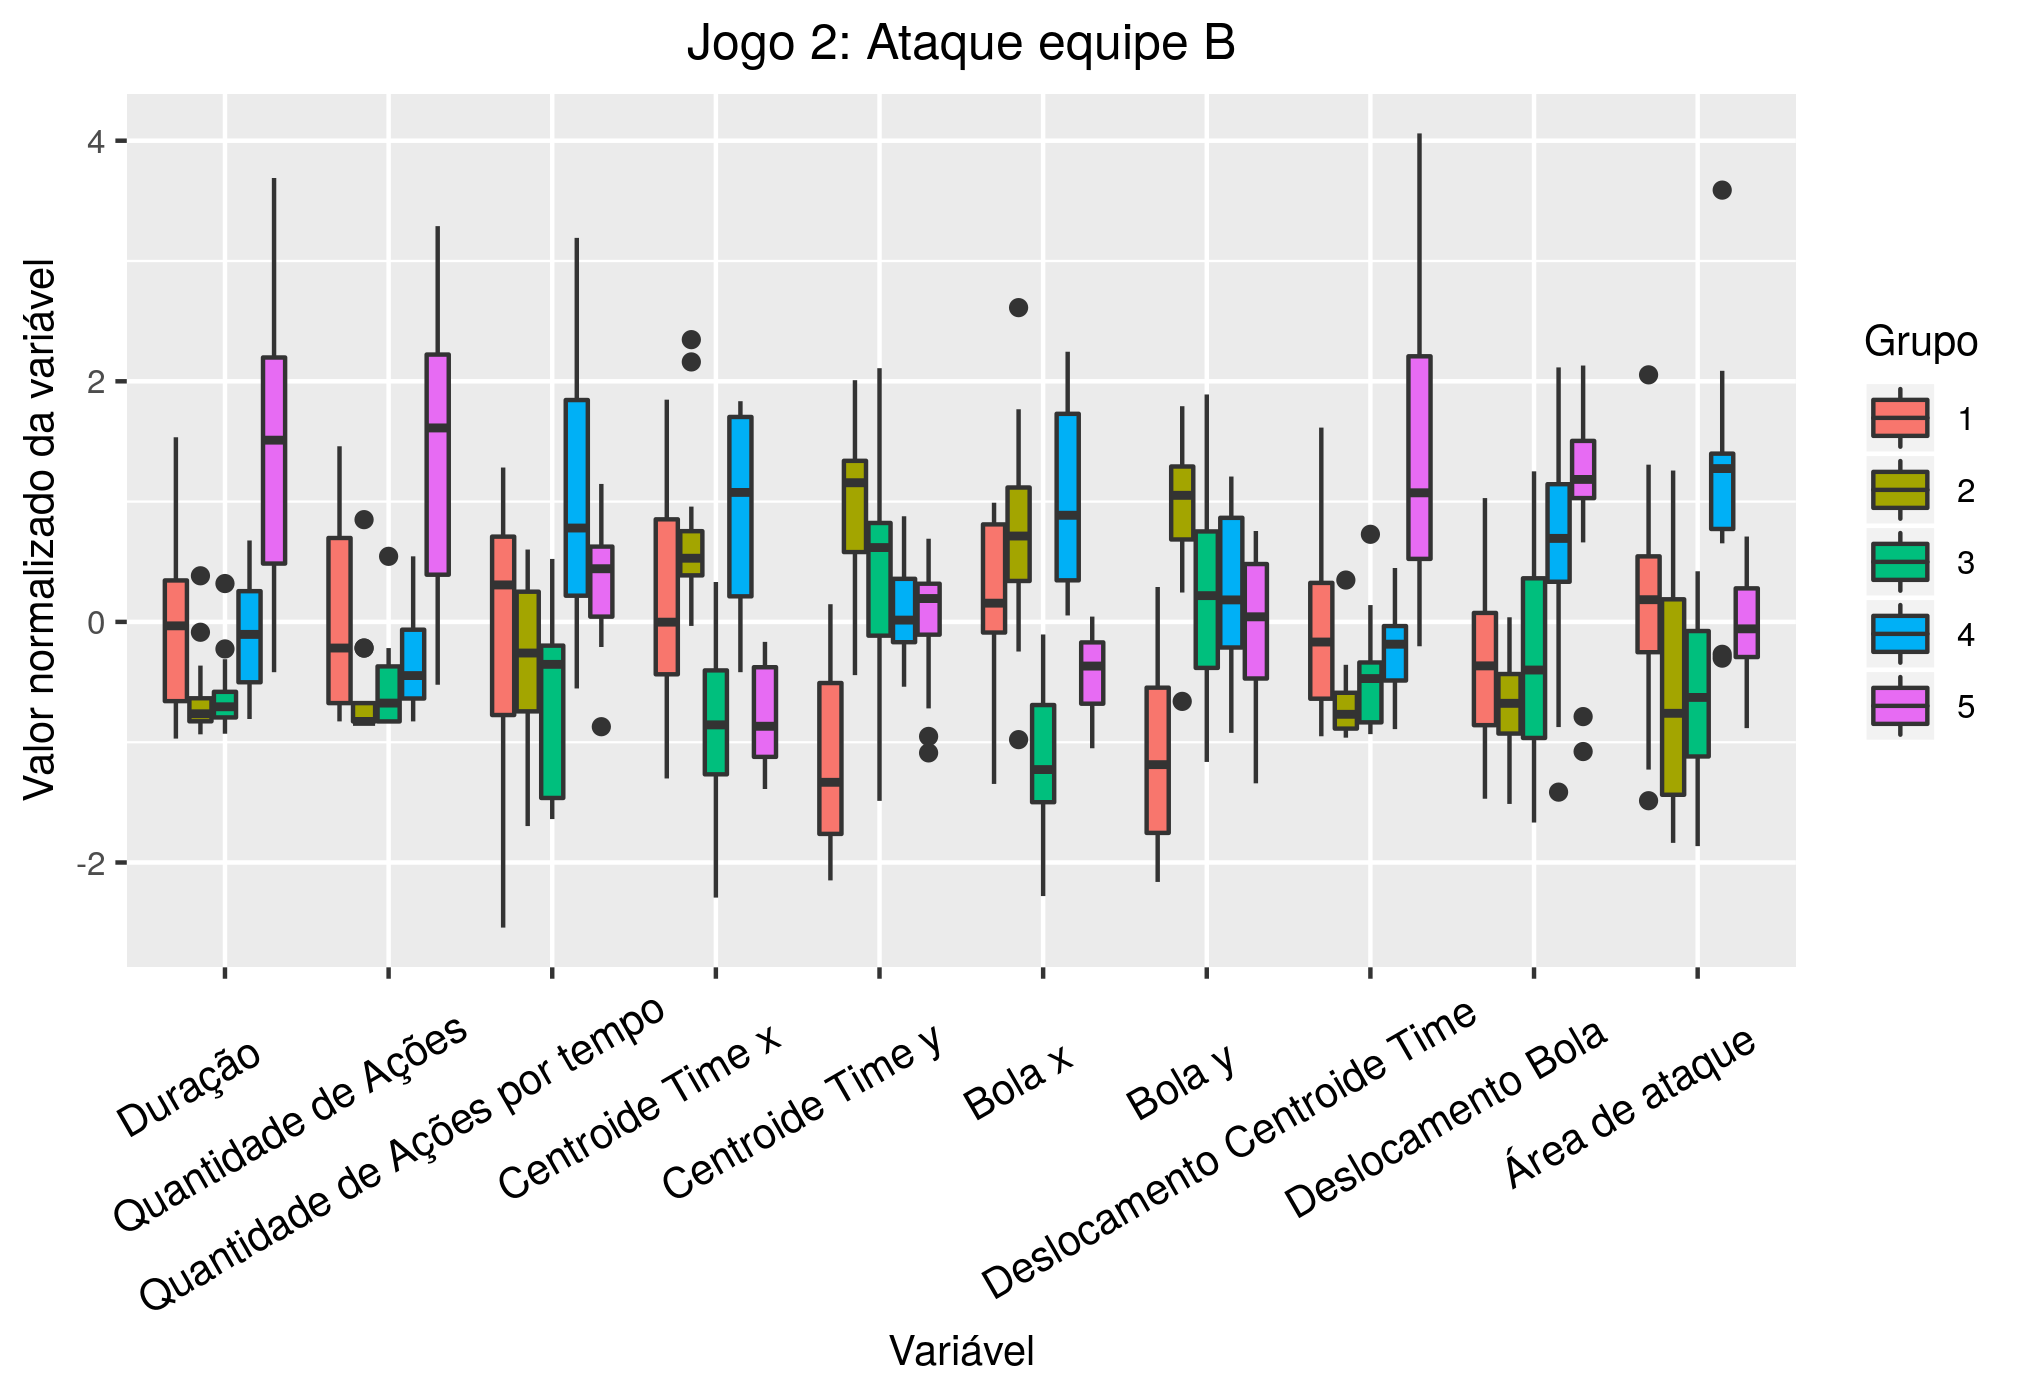 Jogo 2: Ataque equipe B
Valor normalizado da variável
4
2
0
-2
Duração
Quantidade de Ações
Quantidade de Ações por tempo
Centroide Time x
Centroide Time y
Bola x
Bola y
Deslocamento Centroide Time
Deslocamento Bola
Área de ataque
Variável
Grupo
1
2
3
4
5